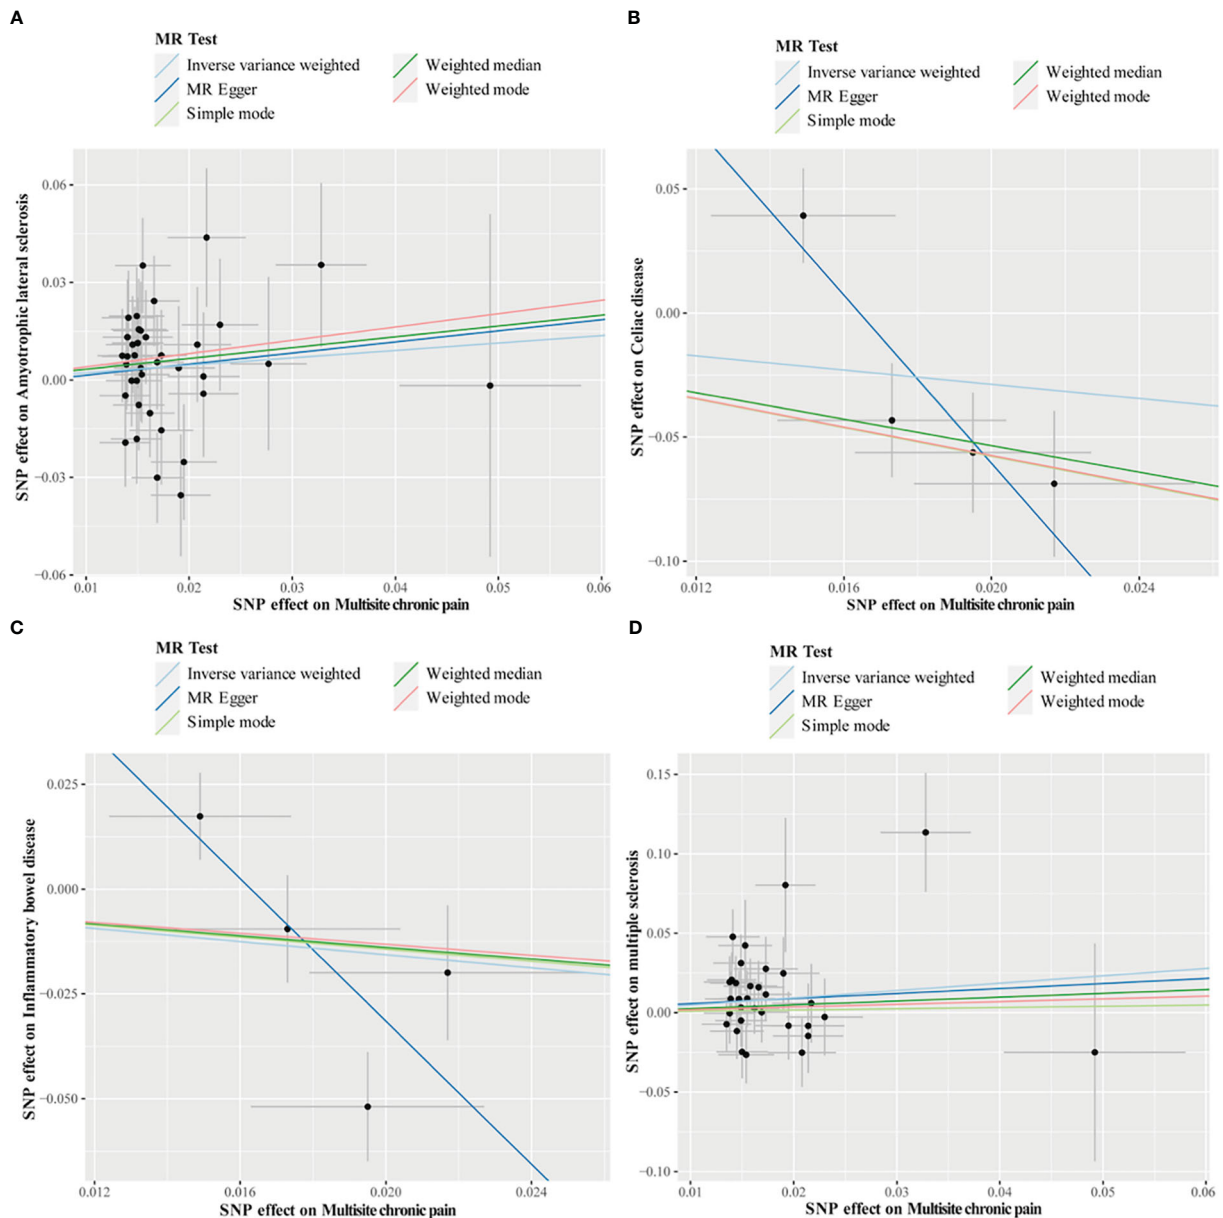 A
MR Test
Inverse variance weighted
MR Egger
Simple mode
Weighted median
Weighted mode
SNP effect on Amyotrophic lateral sclerosis
0.06
0.03
0.00
−0.03
−0.06
0.01 0.02 0.03 0.04 0.05 0.06
SNP effect on Multisite chronic pain
B
MR Test
Inverse variance weighted
MR Egger
Simple mode
Weighted median
Weighted mode
SNP effect on Celiac disease
0.05
0.00
−0.05
−0.10
0.012 0.016 0.020 0.024
SNP effect on Multisite chronic pain
C
MR Test
Inverse variance weighted
MR Egger
Simple mode
Weighted median
Weighted mode
SNP effect on Inflammatory bowel disease
0.025
0.000
−0.025
−0.050
0.012 0.016 0.020 0.024
SNP effect on Multisite chronic pain
D
MR Test
Inverse variance weighted
MR Egger
Simple mode
Weighted median
Weighted mode
SNP effect on multiple sclerosis
0.15
0.10
0.05
0.00
−0.05
−0.10
0.01 0.02 0.03 0.04 0.05 0.06
SNP effect on Multisite chronic pain